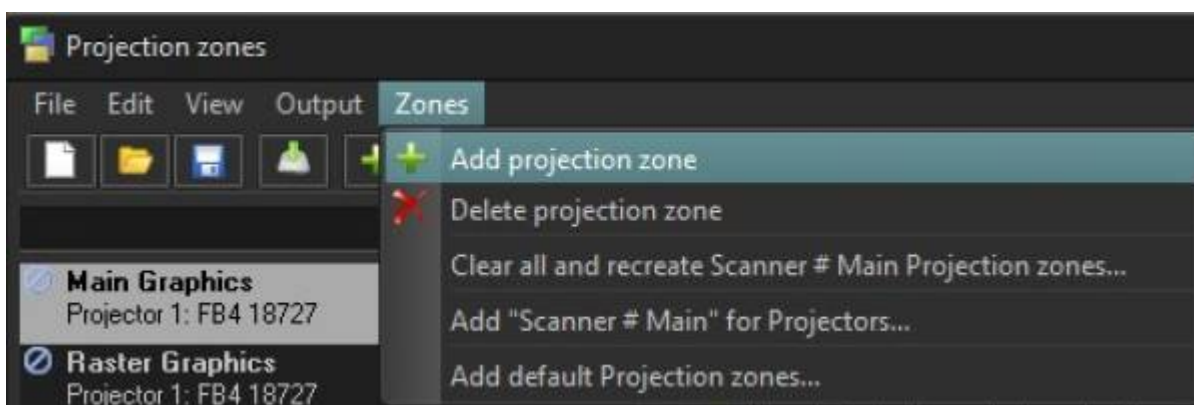 Projection zones
File Edit View Output Zones
Add projection zone
Delete projection zone
Clear all and recreate Scanner # Main Projection zones...
Main Graphics
Projector 1: FB4 18727
Add "Scanner # Main" for Projectors...
Raster Graphics
Projector 1: FB4 18727
Add default Projection zones...